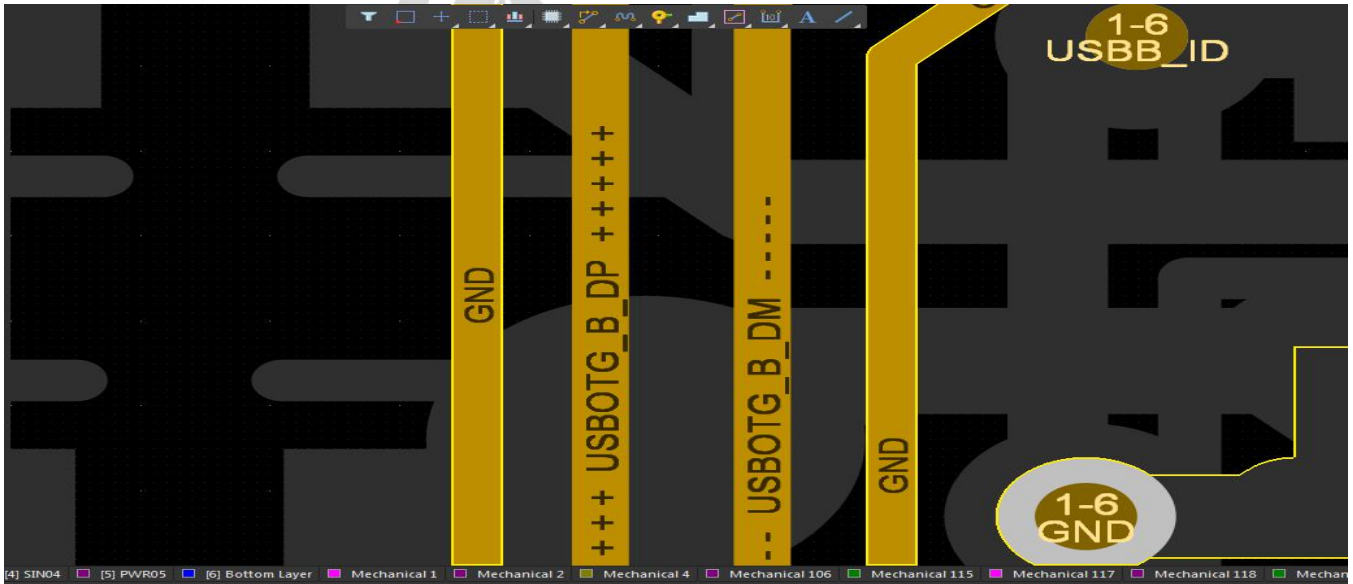 A
1-6
USBB_ID
GND
+++ USBOTG_B_DP +++++
-- USBOTG_B_DM -----
GND
1-6
GND
[4] SIN04 [5] PWR05 [6] Bottom Layer Mechanical 1 Mechanical 2 Mechanical 4 Mechanical 106 Mechanical 115 Mechanical 117 Mechanical 118 Mechan